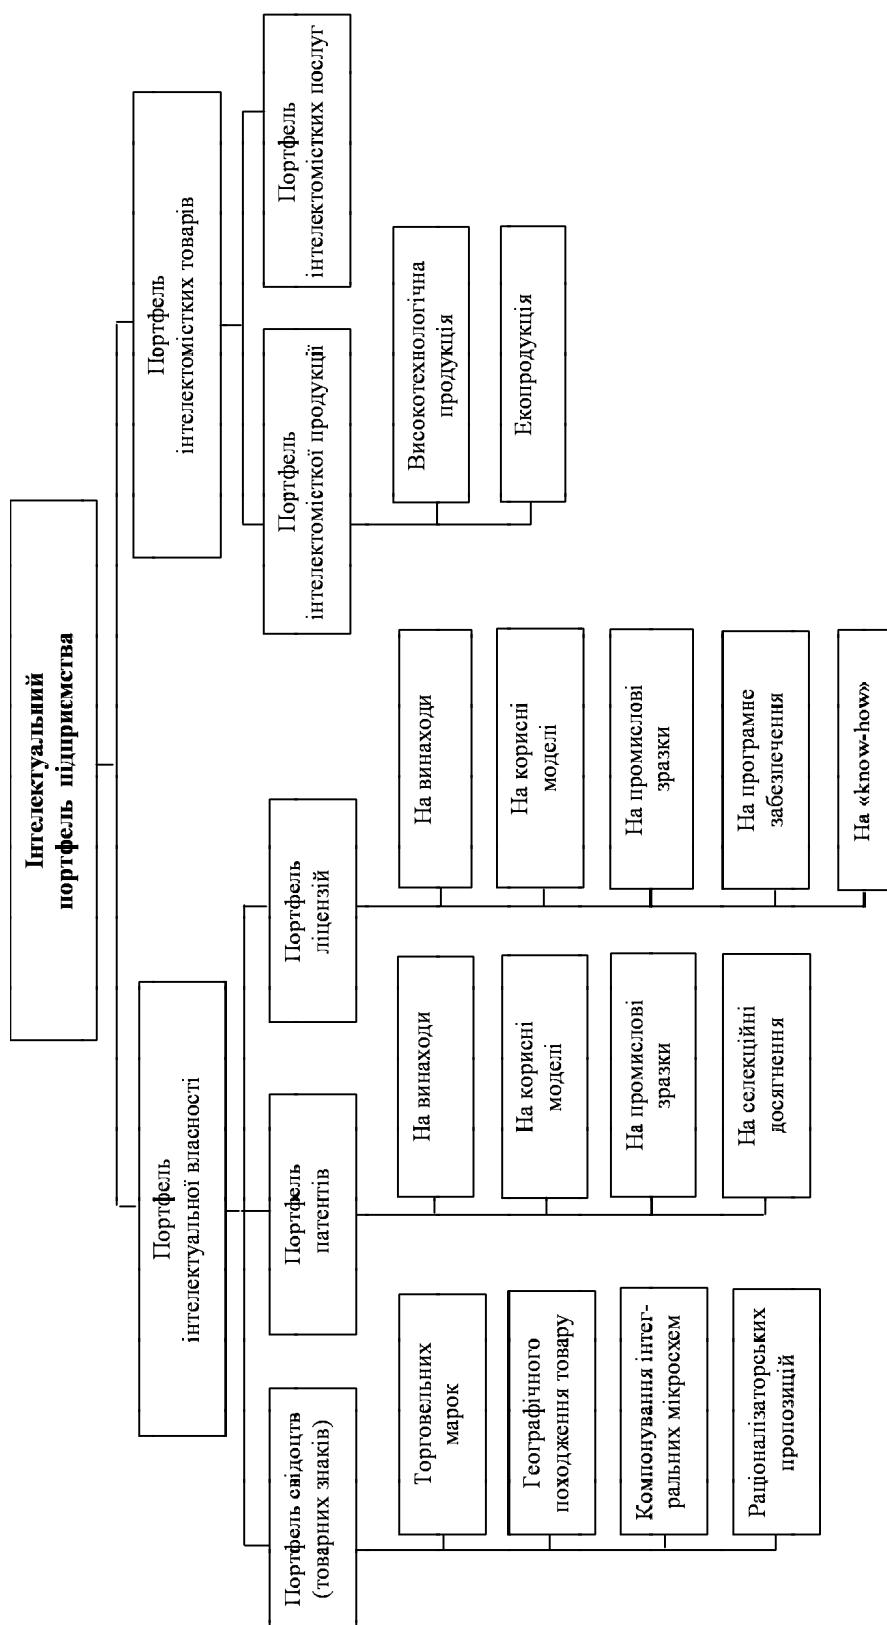 Інтелектуальний
портфель підприємства
Портфель
інтелектуальної власності
Портфель
інтелектомістких товарів
Портфель свідоцтв
(товарних знаків)
Портфель
патентів
Портфель
ліцензій
Портфель
інтелектомісткої продукції
Портфель
інтелектомістких послуг
Торговельних
марок
Географічного
походження товару
Компонування інтег-
ральних мікросхем
Раціоналізаторських
пропозицій
На винаходи
На корисні
моделі
На промислові
зразки
На селекційні
досягнення
На винаходи
На корисні
моделі
На промислові
зразки
На програмне
забезпечення
На «know-how»
Високотехнологічна
продукція
Екопродукція